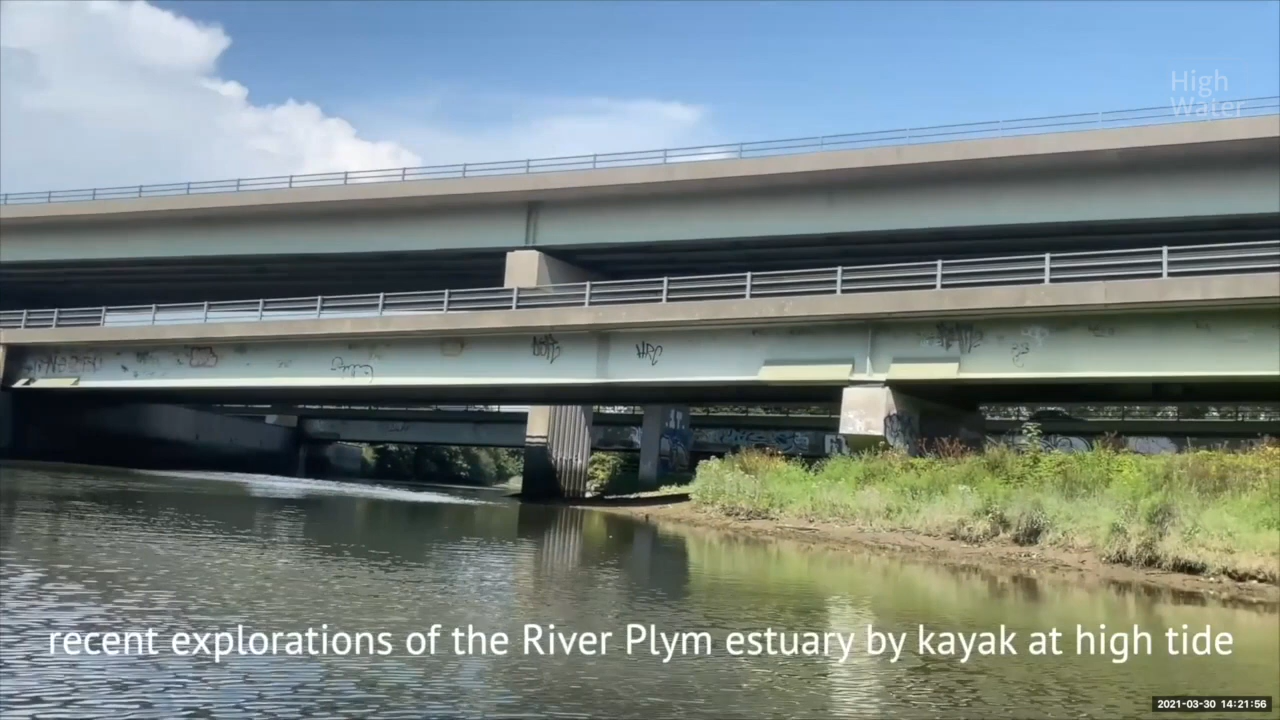 High
Water
HRC
recent explorations of the River Plym estuary by kayak at high tide
2021-03-30 14:21:56